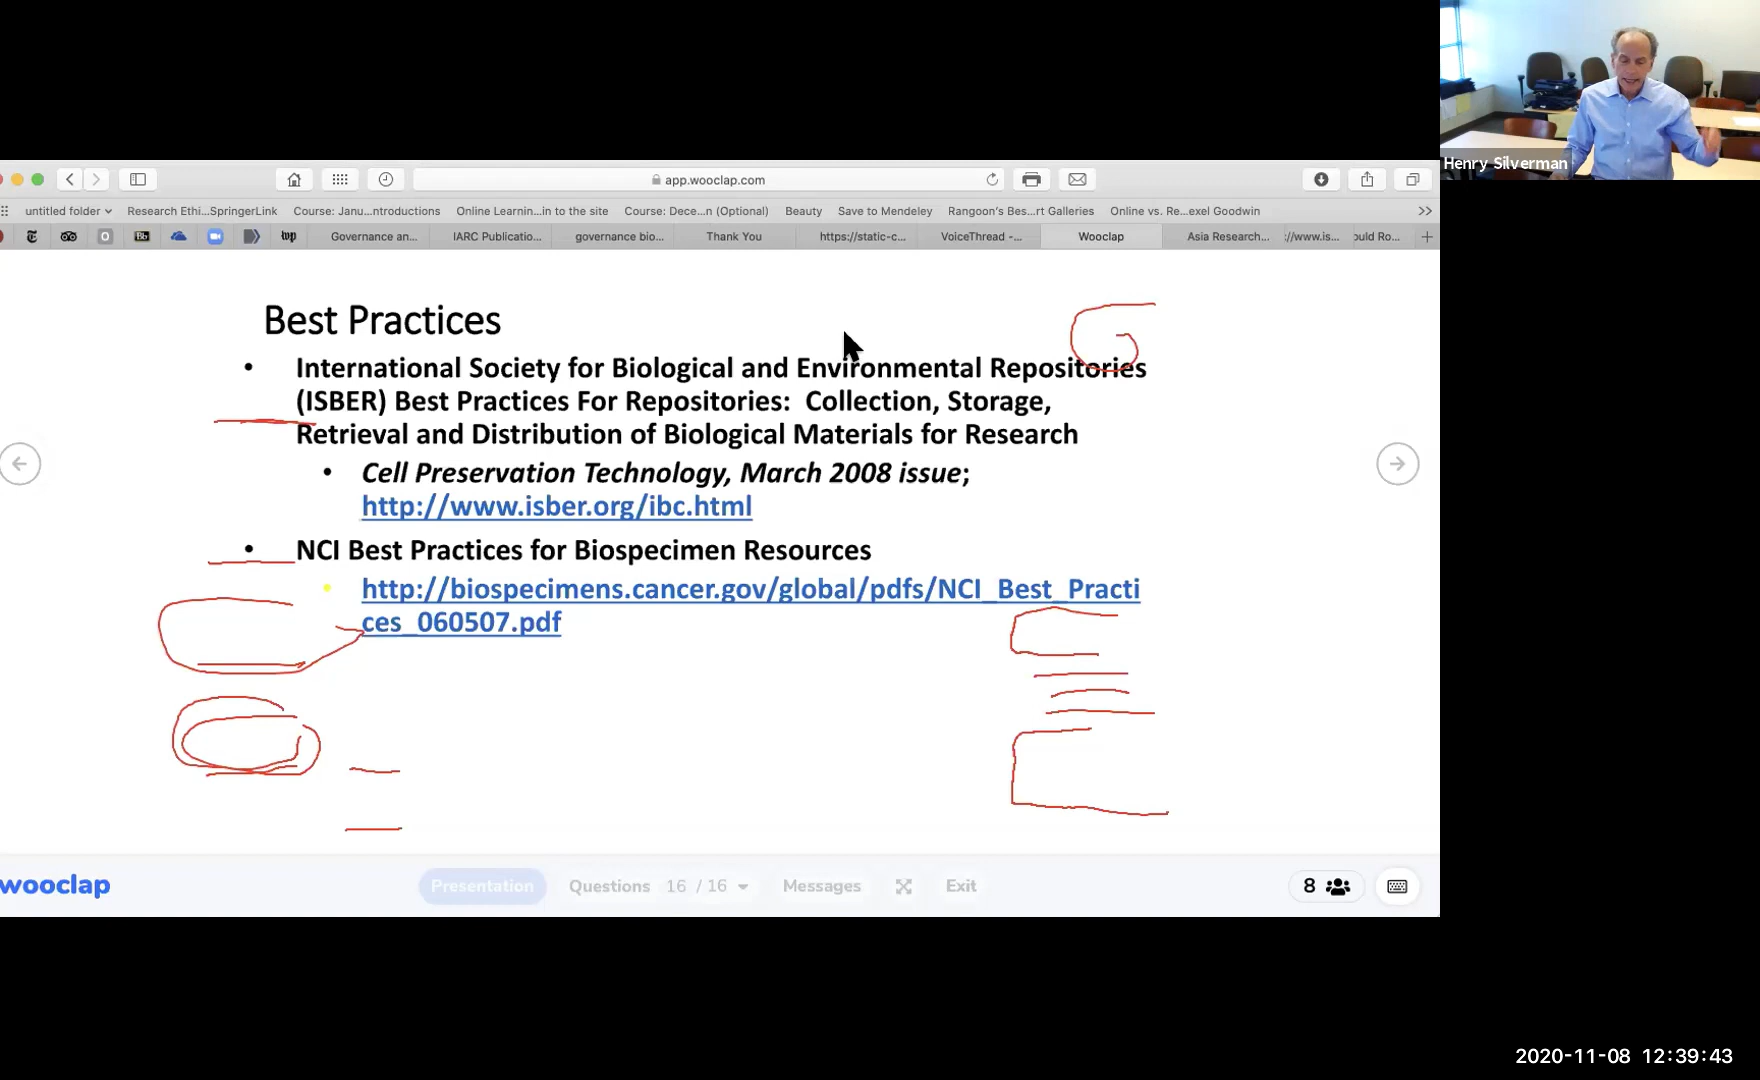 Henry Silverman
app.wooclap.com
untitled folder Research Ethi...SpringerLink Course: Janu...ntroductions Online Learnin...in to the site Course: Dece...n (Optional) Beauty Save to Mendeley Rangoon's Bes...rt Galleries Online vs. Re...exel Goodwin
Governance an... IARC Publicatio... governance bio... Thank You https://static-c... VoiceThread -... Wooclap Asia Research... ://www.is... ould Ro...
Best Practices
• International Society for Biological and Environmental Repositories
(ISBER) Best Practices For Repositories: Collection, Storage,
Retrieval and Distribution of Biological Materials for Research
• Cell Preservation Technology, March 2008 issue;
http://www.isber.org/ibc.html
• NCI Best Practices for Biospecimen Resources
• http://biospecimens.cancer.gov/global/pdfs/NCI_Best_Practi
ces_060507.pdf
wooclap Presentation Questions 16 / 16 Messages Exit 8
2020-11-08 12:39:43